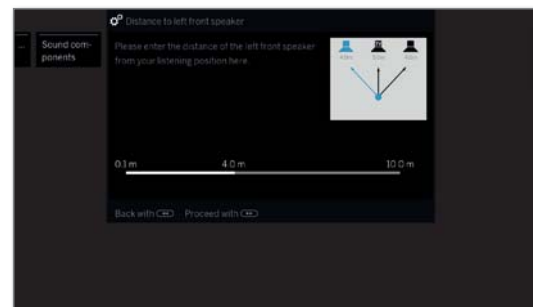 Distance to left front speaker
...
Sound com-
ponents
Please enter the distance of the left front speaker
from your listening position here.
0.1 m 4.0 m 10.0 m
Back with Proceed with